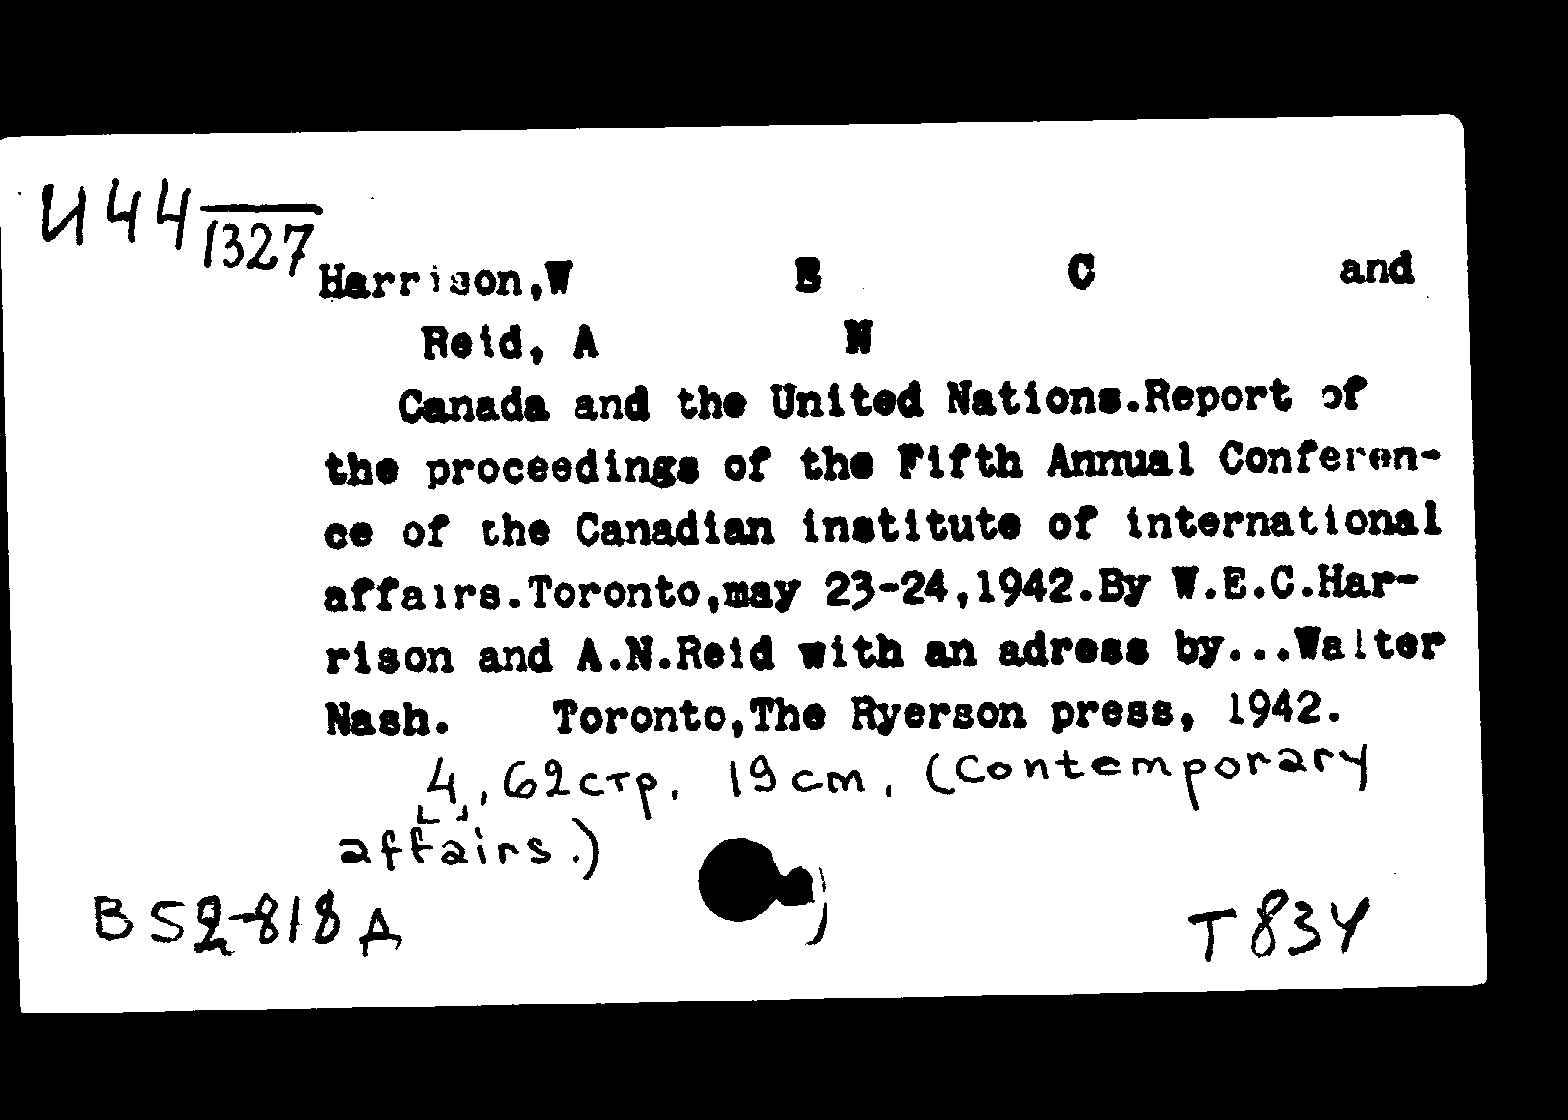 И44 1327
Harrison,W E C and
Reid, A N
Canada and the United Nations.Report of
the proceedings of the Fifth Annual Conferen-
ce of the Canadian institute of international
affairs.Toronto,may 23-24,1942.By W.E.C.Har-
rison and A.N.Reid with an adress by...Walter
Nash. Toronto,The Ryerson press, 1942.
[4], 62стр. 19cm. (Contemporary
affairs.)
B52-818д T834